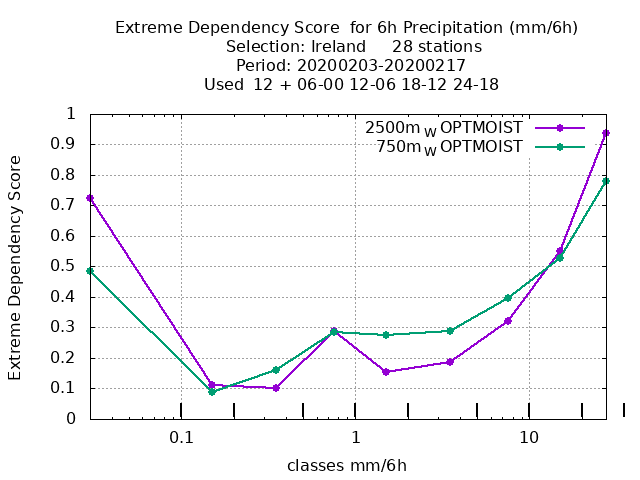 Extreme Dependency Score  for 6h Precipitation (mm/6h)
Selection: Ireland     28 stations
Period: 20200203-20200217
Used  12 + 06-00 12-06 18-12 24-18
2500m W OPTMOIST
750m W OPTMOIST
Extreme Dependency Score
1
0.9
0.8
0.7
0.6
0.5
0.4
0.3
0.2
0.1
0
0.1 1 10
classes mm/6h